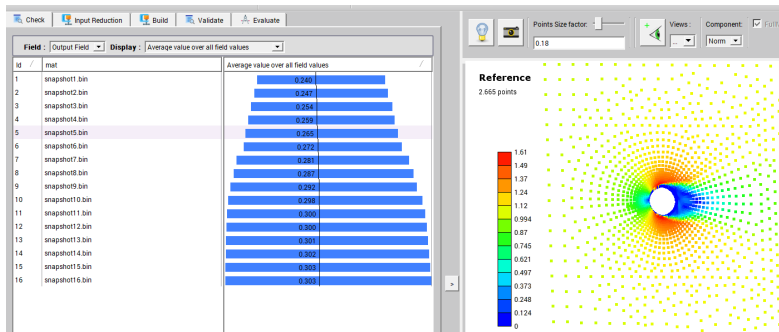 Check Input Reduction Build Validate Evaluate
Field : Output Field Display : Average value over all field values
Id mat Average value over all field values
1 snapshot1.bin 0.240
2 snapshot2.bin 0.247
3 snapshot3.bin 0.254
4 snapshot4.bin 0.259
5 snapshot5.bin 0.265
6 snapshot6.bin 0.272
7 snapshot7.bin 0.281
8 snapshot8.bin 0.287
9 snapshot9.bin 0.292
10 snapshot10.bin 0.298
11 snapshot11.bin 0.300
12 snapshot12.bin 0.300
13 snapshot13.bin 0.301
14 snapshot14.bin 0.302
15 snapshot15.bin 0.303
16 snapshot16.bin 0.303
>
Points Size factor: Views : Component:
0.18 ... Norm
Reference
2.665 points
1.61
1.49
1.37
1.24
1.12
0.994
0.87
0.745
0.621
0.497
0.373
0.248
0.124
0